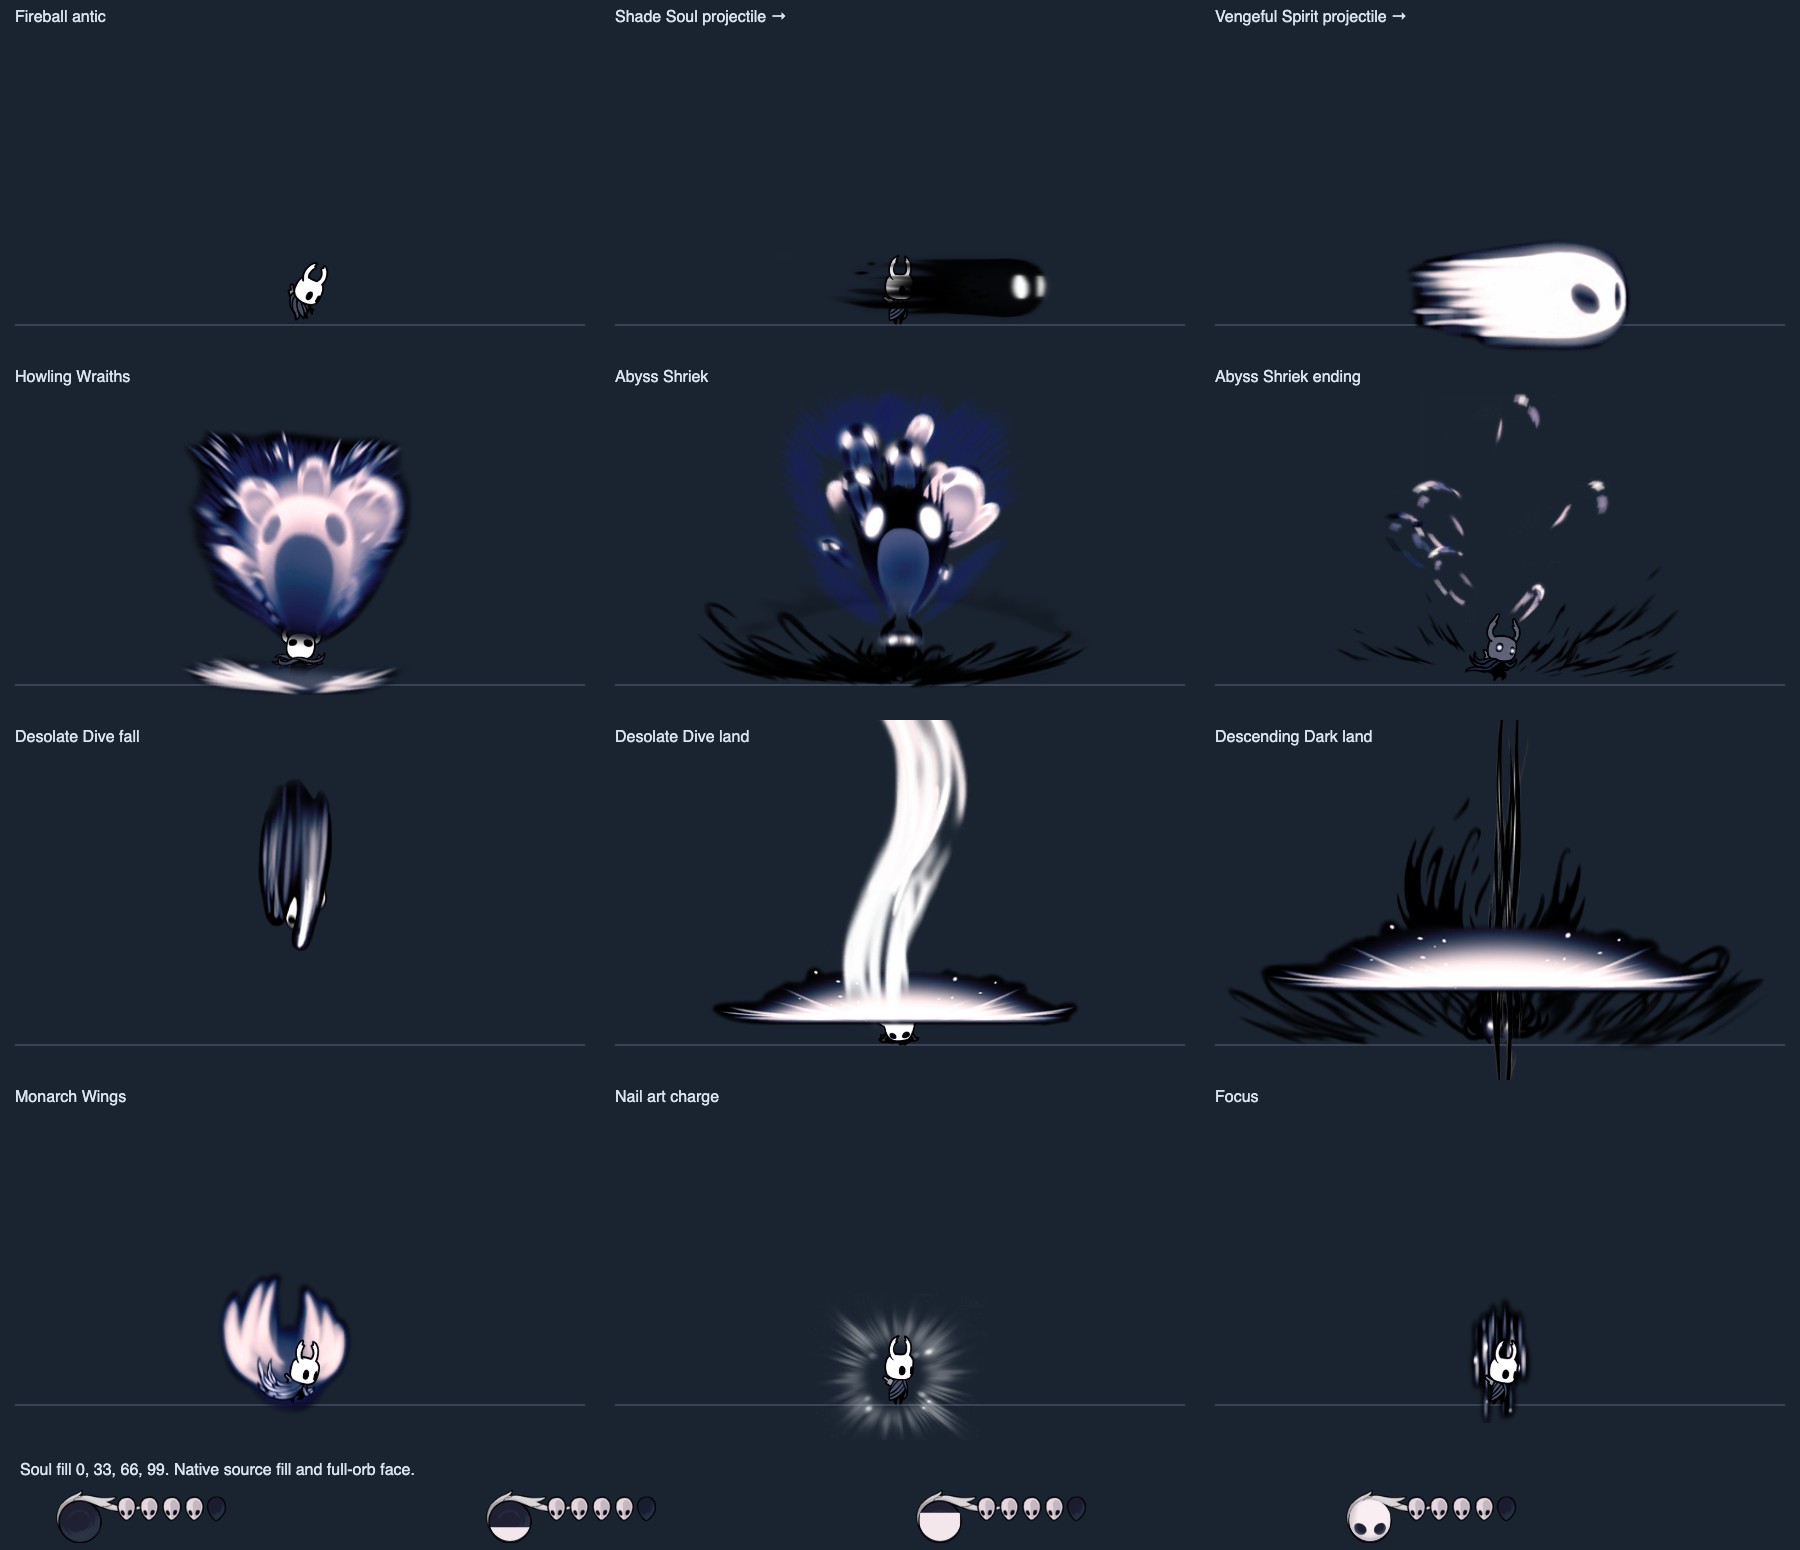 Fireball antic
Shade Soul projectile →
Vengeful Spirit projectile →
Howling Wraiths
Abyss Shriek
Abyss Shriek ending
Desolate Dive fall
Desolate Dive land
Descending Dark land
Monarch Wings
Nail art charge
Focus
Soul fill 0, 33, 66, 99. Native source fill and full-orb face.